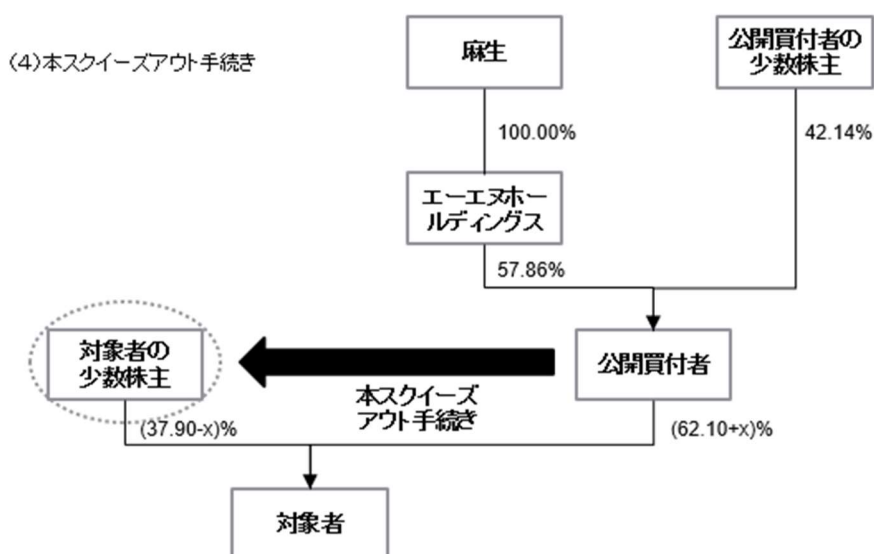 (4)本スクイーズアウト手続き
麻生
公開買付者の
少数株主
100.00%
42.14%
エーエヌホー
ルディングス
57.86%
対象者の
少数株主
公開買付者
本スクイーズ
アウト手続き
(37.90-x)%
(62.10+x)%
対象者